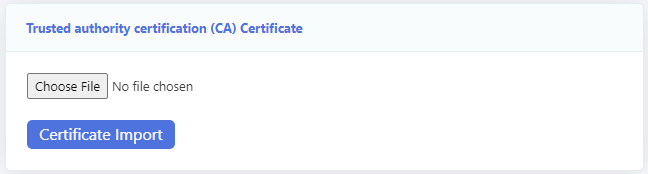 Trusted authority certification (CA) Certificate
Choose File No file chosen
Certificate Import